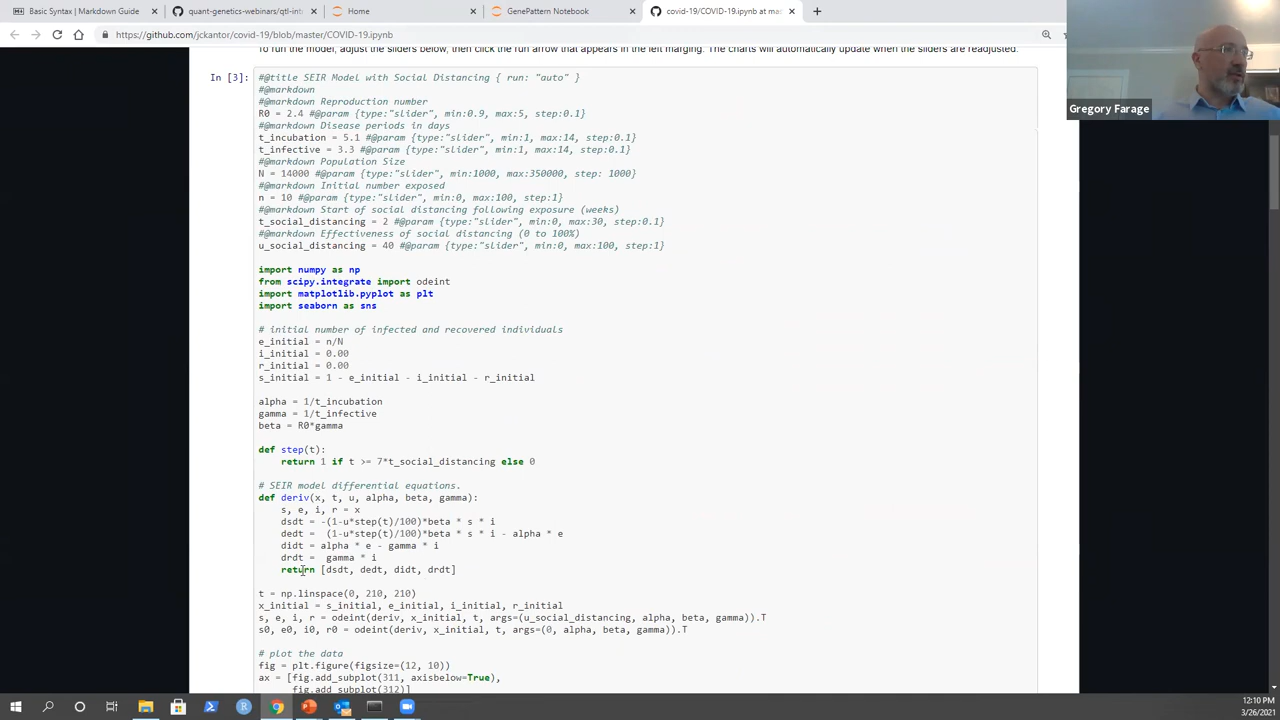 Basic Syntax | Markdown Guide
quant-genetics-webinars/qtl-int
Home
GenePattern Notebook
covid-19/COVID-19.ipynb at ma
https://github.com/jckantor/covid-19/blob/master/COVID-19.ipynb
To run the model, adjust the sliders below, then click the run arrow that appears in the left margin. The charts will automatically update when the sliders are readjusted.
Gregory Farage
In [3]:
#@title SEIR Model with Social Distancing { run: "auto" }
#@markdown
#@markdown Reproduction number
R0 = 2.4 #@param {type:"slider", min:0.9, max:5, step:0.1}
#@markdown Disease periods in days
t_incubation = 5.1 #@param {type:"slider", min:1, max:14, step:0.1}
t_infective = 3.3 #@param {type:"slider", min:1, max:14, step:0.1}
#@markdown Population Size
N = 14000 #@param {type:"slider", min:1000, max:350000, step: 1000}
#@markdown Initial number exposed
n = 10 #@param {type:"slider", min:0, max:100, step:1}
#@markdown Start of social distancing following exposure (weeks)
t_social_distancing = 2 #@param {type:"slider", min:0, max:30, step:0.1}
#@markdown Effectiveness of social distancing (0 to 100%)
u_social_distancing = 40 #@param {type:"slider", min:0, max:100, step:1}
import numpy as np
from scipy.integrate import odeint
import matplotlib.pyplot as plt
import seaborn as sns
# initial number of infected and recovered individuals
e_initial = n/N
i_initial = 0.00
r_initial = 0.00
s_initial = 1 - e_initial - i_initial - r_initial
alpha = 1/t_incubation
gamma = 1/t_infective
beta = R0*gamma
def step(t):
return 1 if t >= 7*t_social_distancing else 0
# SEIR model differential equations.
def deriv(x, t, u, alpha, beta, gamma):
s, e, i, r = x
dsdt = -(1-u*step(t)/100)*beta * s * i
dedt =  (1-u*step(t)/100)*beta * s * i - alpha * e
didt = alpha * e - gamma * i
drdt =  gamma * i
return [dsdt, dedt, didt, drdt]
t = np.linspace(0, 210, 210)
x_initial = s_initial, e_initial, i_initial, r_initial
s, e, i, r = odeint(deriv, x_initial, t, args=(u_social_distancing, alpha, beta, gamma)).T
s0, e0, i0, r0 = odeint(deriv, x_initial, t, args=(0, alpha, beta, gamma)).T
# plot the data
fig = plt.figure(figsize=(12, 10))
ax = [fig.add_subplot(311, axisbelow=True),
fig.add_subplot(312)]
12:10 PM
3/26/2021